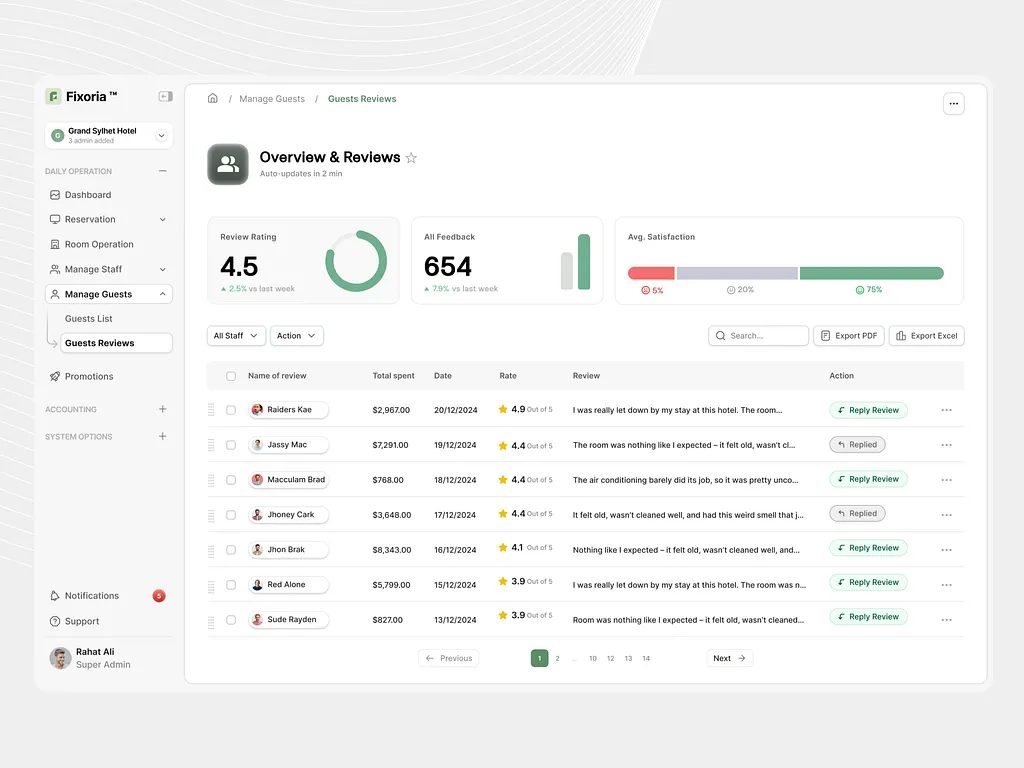 Fixoria ™
Grand Sylhet Hotel
G
3 admin added
DAILY OPERATION
Dashboard
Reservation
Room Operation
Manage Staff
Manage Guests
Guests List
Guests Reviews
Promotions
ACCOUNTING
SYSTEM OPTIONS
Notifications 5
Support
Rahat Ali
Super Admin
/ Manage Guests / Guests Reviews
Overview & Reviews
Auto-updates in 2 min
Review Rating
4.5
2.5% vs last week
All Feedback
654
7.9% vs last week
Avg. Satisfaction
5% 20% 75%
All Staff Action Search... Export PDF Export Excel
Name of review Total spent Date Rate Review Action
Raiders Kae $2,967.00 20/12/2024 4.9 Out of 5 I was really let down by my stay at this hotel. The room... Reply Review
Jassy Mac $7,291.00 19/12/2024 4.4 Out of 5 The room was nothing like I expected – it felt old, wasn't cl... Replied
Macculam Brad $768.00 18/12/2024 4.4 Out of 5 The air conditioning barely did its job, so it was pretty unco... Reply Review
Jhoney Cark $3,648.00 17/12/2024 4.4 Out of 5 It felt old, wasn't cleaned well, and had this weird smell that j... Replied
Jhon Brak $8,343.00 16/12/2024 4.1 Out of 5 Nothing like I expected – it felt old, wasn't cleaned well, and... Reply Review
Red Alone $5,799.00 15/12/2024 3.9 Out of 5 I was really let down by my stay at this hotel. The room was n... Reply Review
Sude Rayden $827.00 13/12/2024 3.9 Out of 5 Room was nothing like I expected – it felt old, wasn't cleaned... Reply Review
Previous 1 2 ... 10 12 13 14 Next